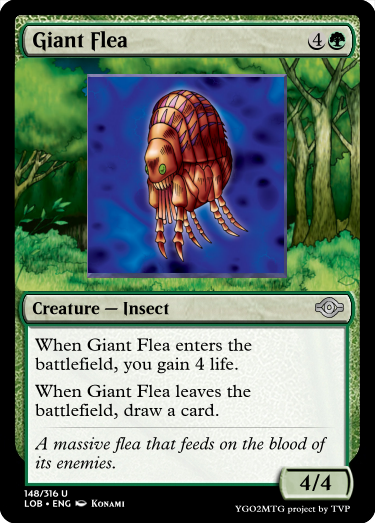 Giant Flea 4
Creature — Insect
When Giant Flea enters the
battlefield, you gain 4 life.
When Giant Flea leaves the
battlefield, draw a card.
A massive flea that feeds on the blood of
its enemies.
4/4
148/316 U
LOB • ENG KONAMI
YGO2MTG project by TVP